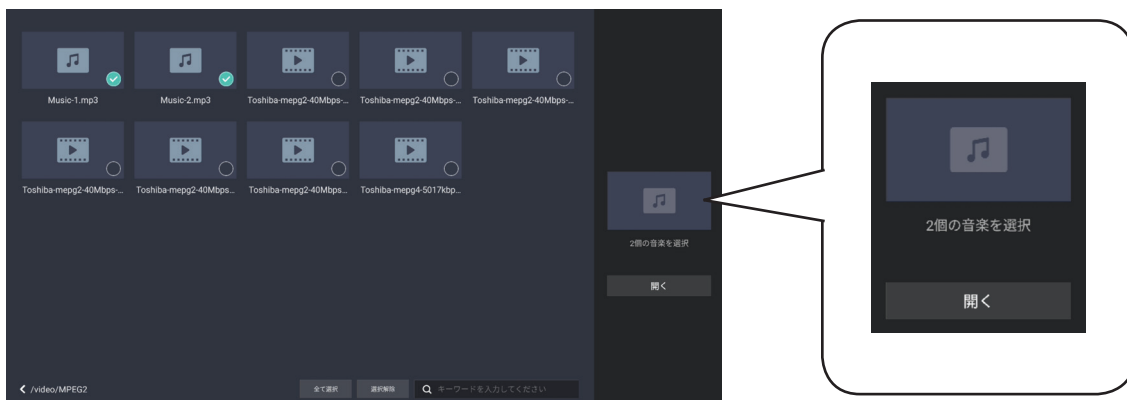 Music-1.mp3
Music-2.mp3
Toshiba-mepg2-40Mbps-...
Toshiba-mepg2-40Mbps-...
Toshiba-mepg2-40Mbps-...
Toshiba-mepg2-40Mbps-...
Toshiba-mepg2-40Mbps...
Toshiba-mepg2-40Mbps...
Toshiba-mepg4-5017kbp...
2個の音楽を選択
開く
/video/MPEG2
全て選択
選択解除
キーワードを入力してください
2個の音楽を選択
開く